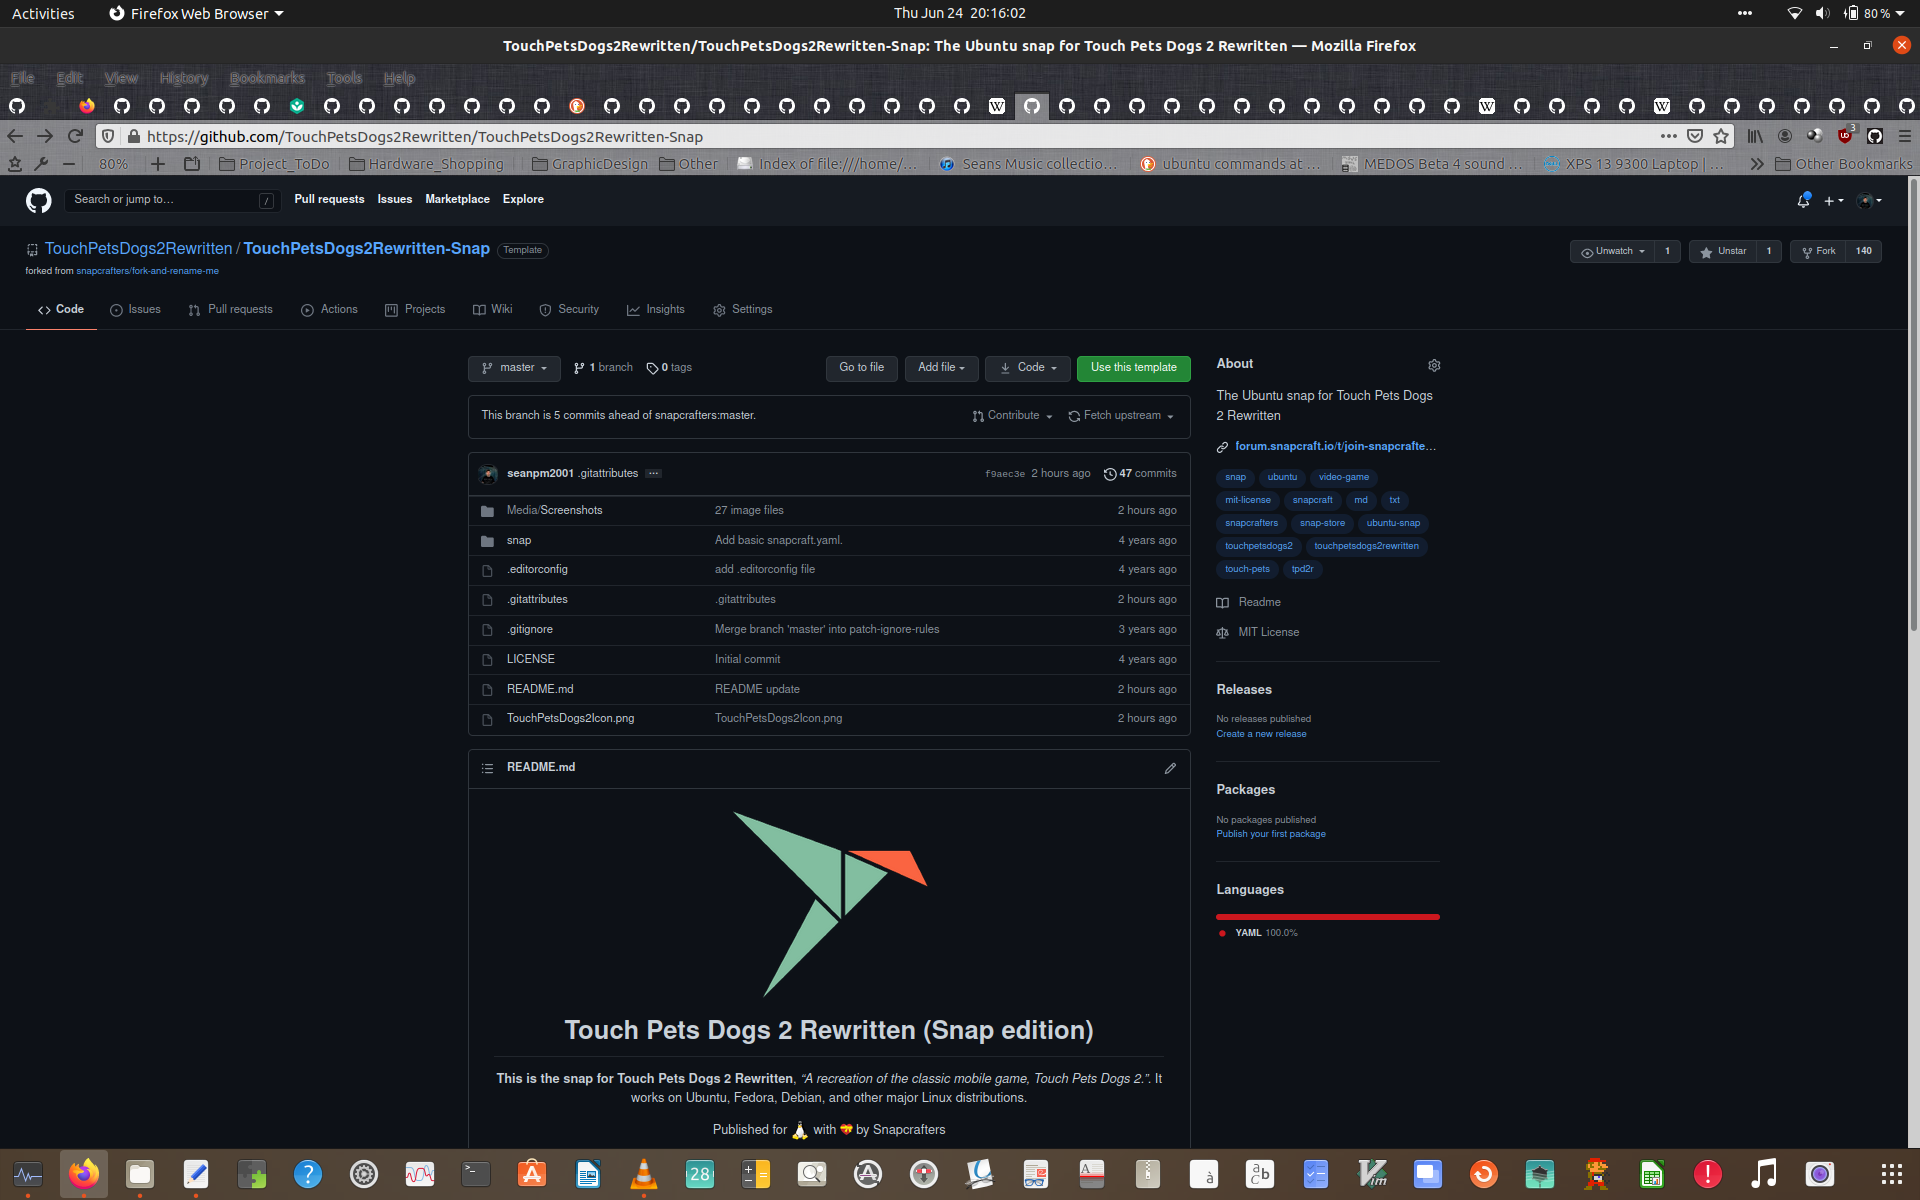 Activities Firefox Web Browser Thu Jun 24 20:16:02 80 %
TouchPetsDogs2Rewritten/TouchPetsDogs2Rewritten-Snap: The Ubuntu snap for Touch Pets Dogs 2 Rewritten — Mozilla Firefox
File Edit View History Bookmarks Tools Help
https://github.com/TouchPetsDogs2Rewritten/TouchPetsDogs2Rewritten-Snap 3
80% Project_ToDo Hardware_Shopping GraphicDesign Other Index of file:///home/... Seans Music collectio... ubuntu commands at ... MEDOS Beta 4 sound ... XPS 13 9300 Laptop | ... Other Bookmarks
Search or jump to... / Pull requests Issues Marketplace Explore
TouchPetsDogs2Rewritten / TouchPetsDogs2Rewritten-Snap Template Unwatch 1 Unstar 1 Fork 140
forked from snapcrafters/fork-and-rename-me
Code Issues Pull requests Actions Projects Wiki Security Insights Settings
master 1 branch 0 tags Go to file Add file Code Use this template
This branch is 5 commits ahead of snapcrafters:master. Contribute Fetch upstream
seanpm2001 .gitattributes ... f9aec3e 2 hours ago 47 commits
Media/Screenshots 27 image files 2 hours ago
snap Add basic snapcraft.yaml. 4 years ago
.editorconfig add .editorconfig file 4 years ago
.gitattributes .gitattributes 2 hours ago
.gitignore Merge branch 'master' into patch-ignore-rules 3 years ago
LICENSE Initial commit 4 years ago
README.md README update 2 hours ago
TouchPetsDogs2Icon.png TouchPetsDogs2Icon.png 2 hours ago
README.md
Touch Pets Dogs 2 Rewritten (Snap edition)
This is the snap for Touch Pets Dogs 2 Rewritten, “A recreation of the classic mobile game, Touch Pets Dogs 2.”. It
works on Ubuntu, Fedora, Debian, and other major Linux distributions.
Published for with by Snapcrafters
About
The Ubuntu snap for Touch Pets Dogs
2 Rewritten
forum.snapcraft.io/t/join-snapcrafte...
snap ubuntu video-game
mit-license snapcraft md txt
snapcrafters snap-store ubuntu-snap
touchpetsdogs2 touchpetsdogs2rewritten
touch-pets tpd2r
Readme
MIT License
Releases
No releases published
Create a new release
Packages
No packages published
Publish your first package
Languages
YAML 100.0%
28